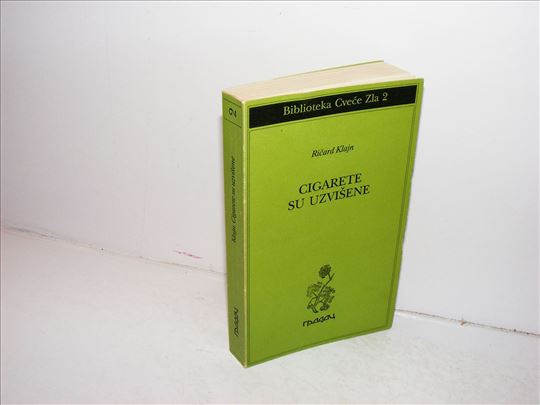 Biblioteka Cveće Zla 2
Ričard Klajn
CIGARETE
SU UZVIŠENE
градац
2
Klajn Cigarete su uzvišene
градац